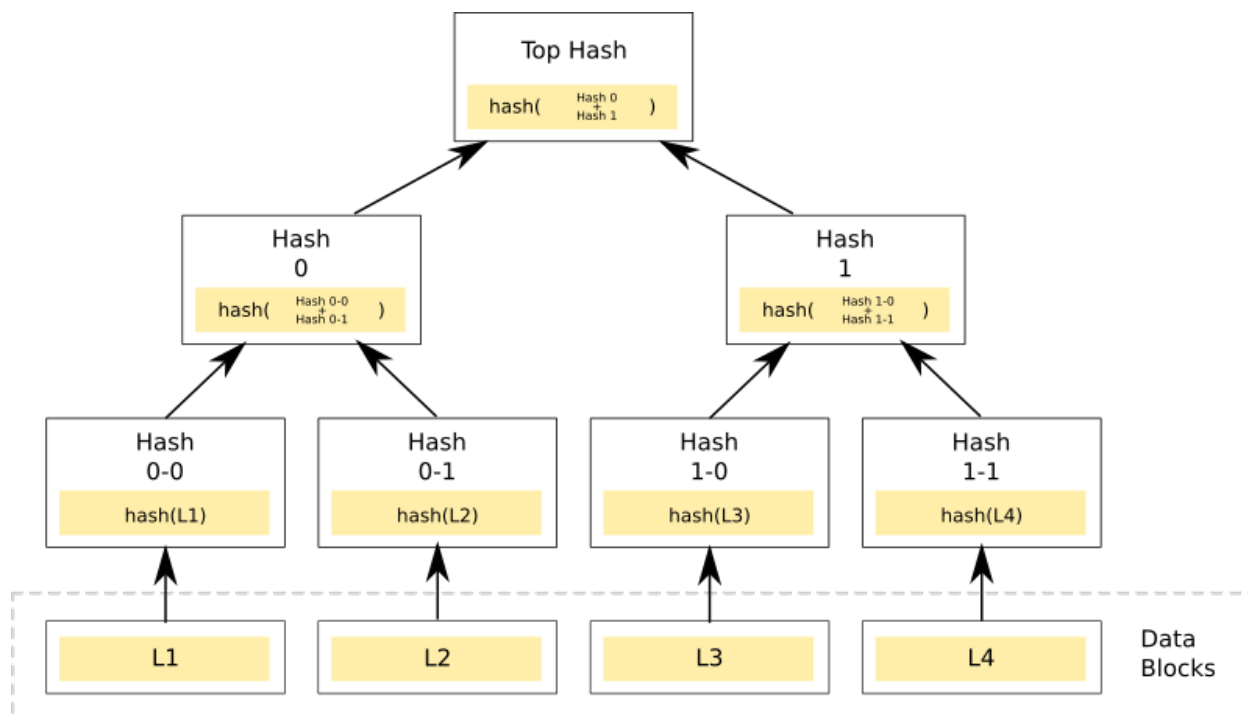 Top Hash
hash( Hash 0 + Hash 1 )
Hash
0
hash( Hash 0-0 + Hash 0-1 )
Hash
1
hash( Hash 1-0 + Hash 1-1 )
Hash
0-0
hash(L1)
Hash
0-1
hash(L2)
Hash
1-0
hash(L3)
Hash
1-1
hash(L4)
L1
L2
L3
L4
Data
Blocks